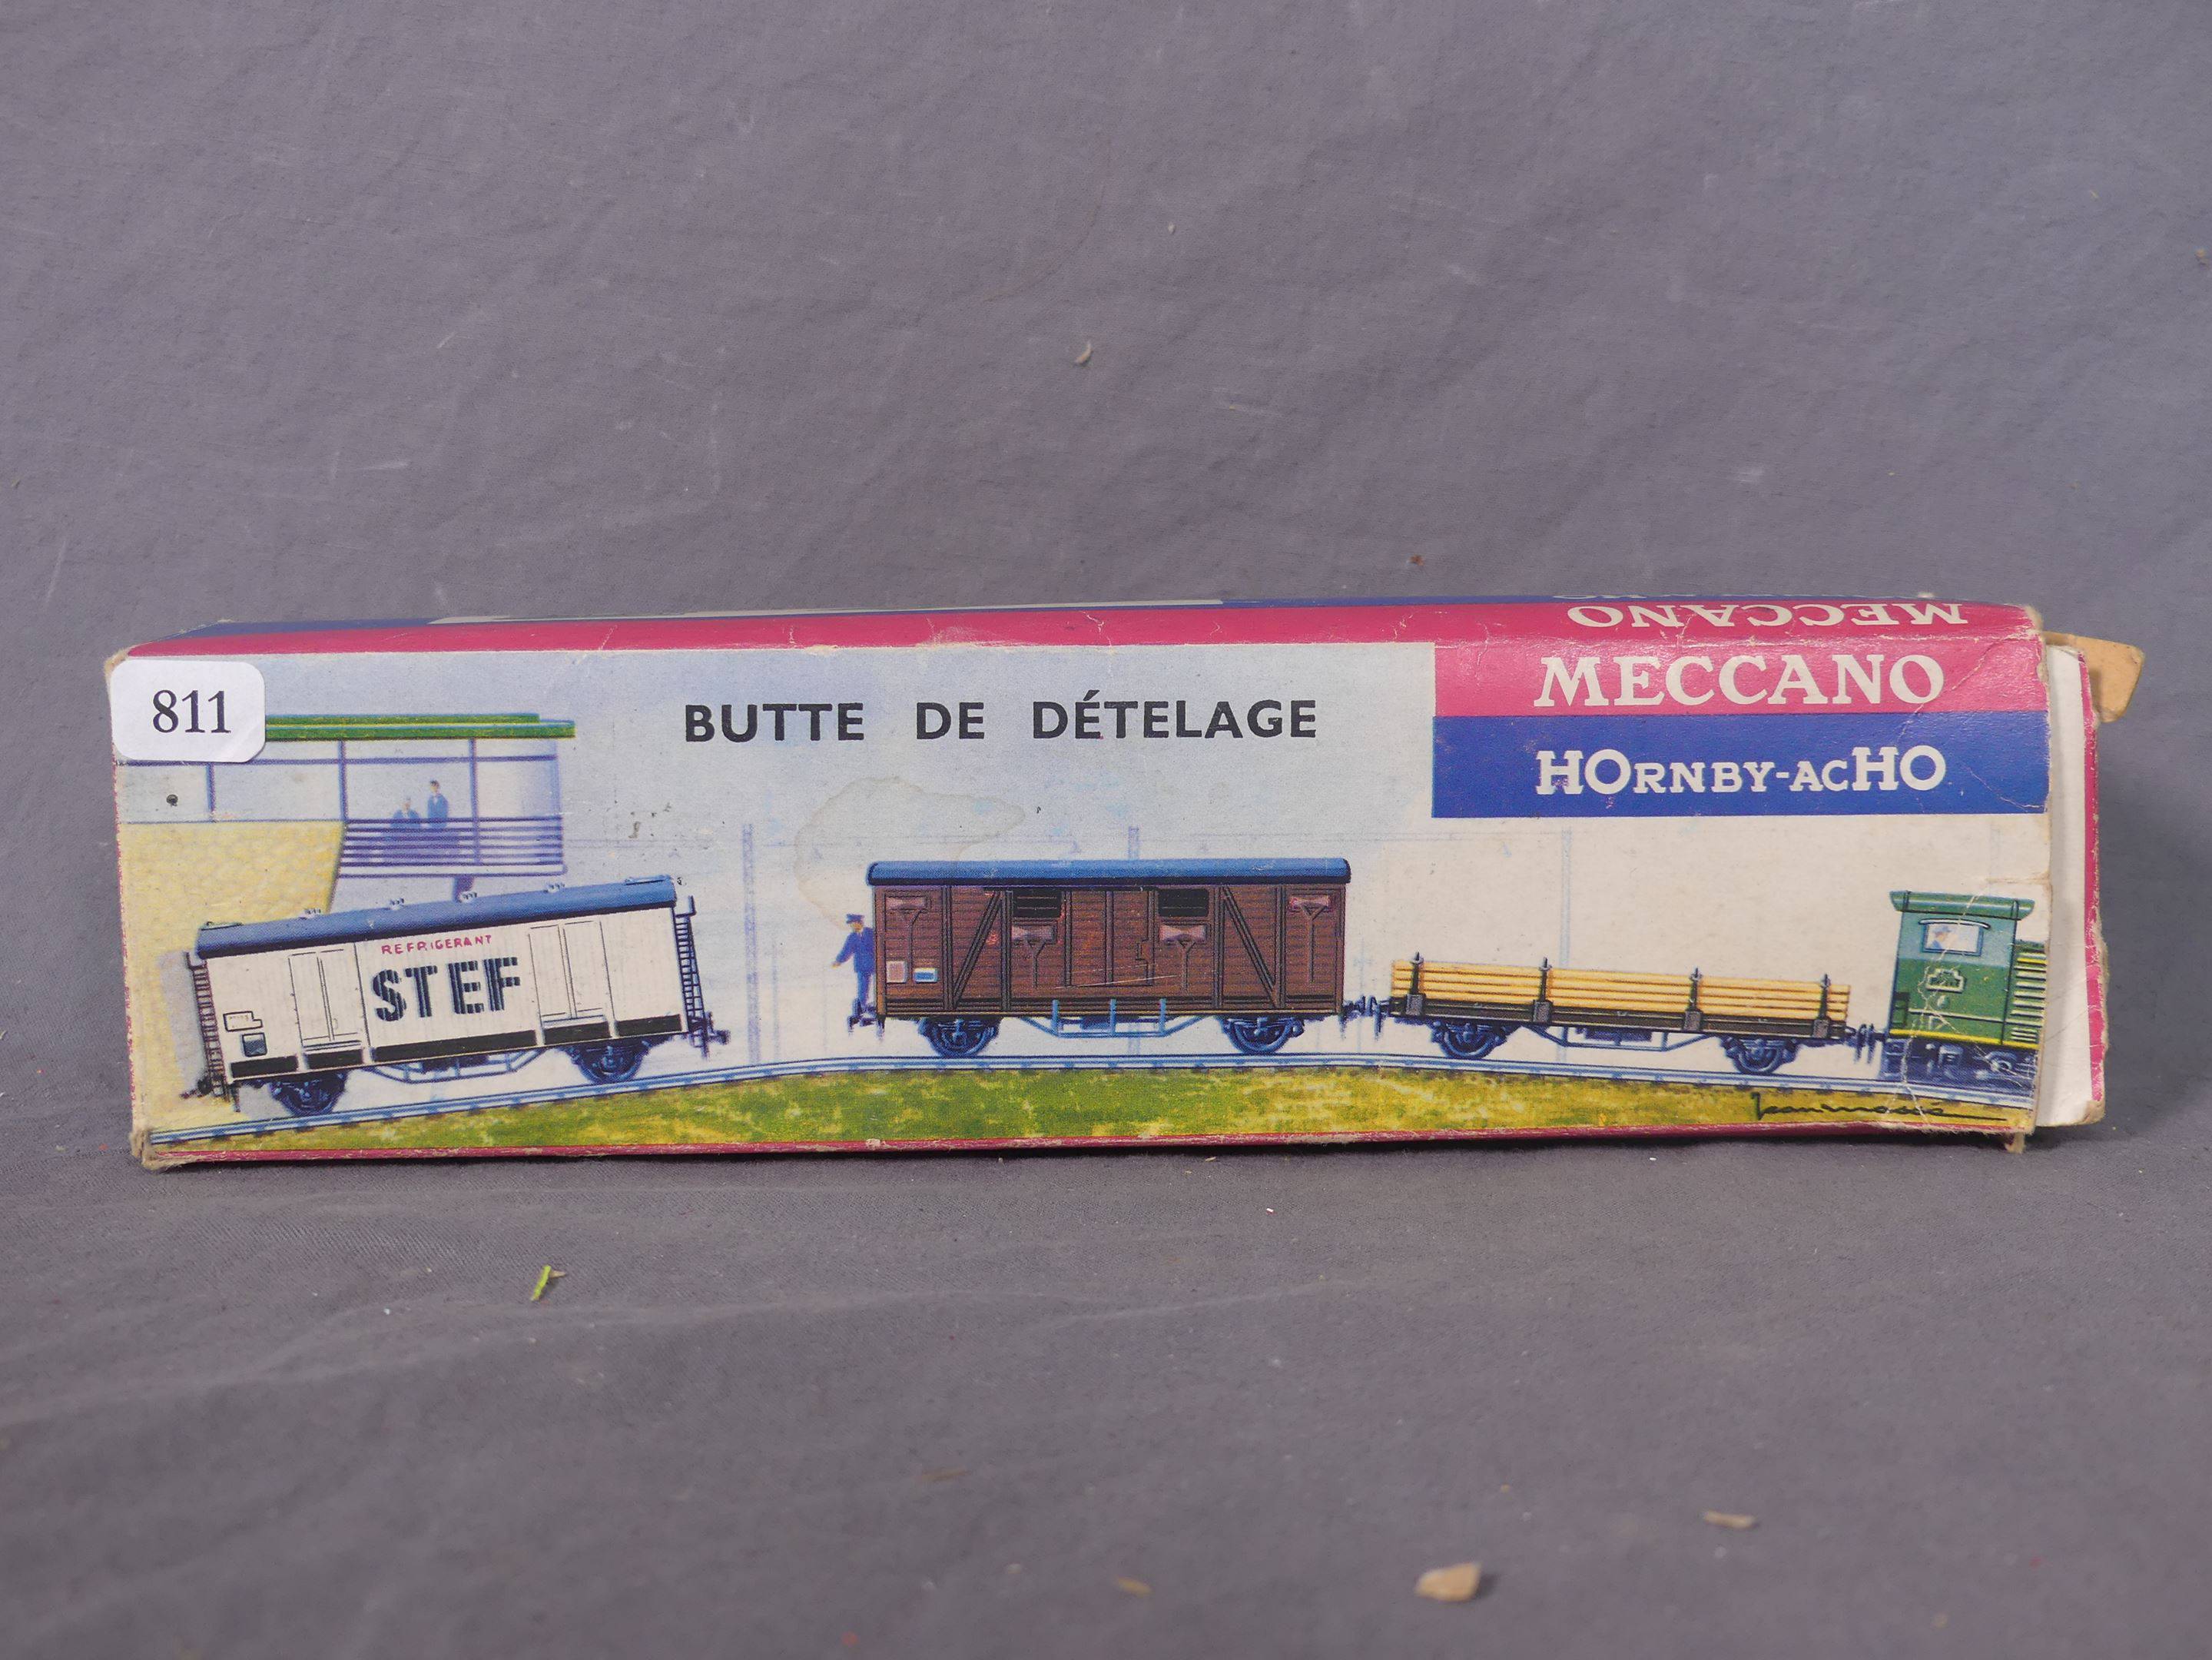 MECCANO
811
BUTTE DE DÉTELAGE
MECCANO
HORNBY-ACHO
REFRIGERANT
STEF